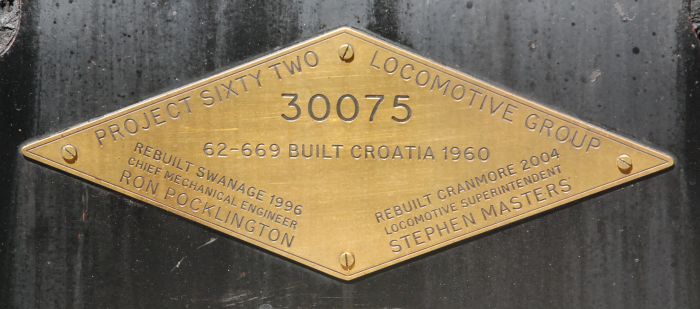 PROJECT SIXTY TWO LOCOMOTIVE GROUP
30075
62-669 BUILT CROATIA 1960
REBUILT SWANAGE 1996
CHIEF MECHANICAL ENGINEER
RON POCKLINGTON
REBUILT CRANMORE 2004
LOCOMOTIVE SUPERINTENDENT
STEPHEN MASTERS